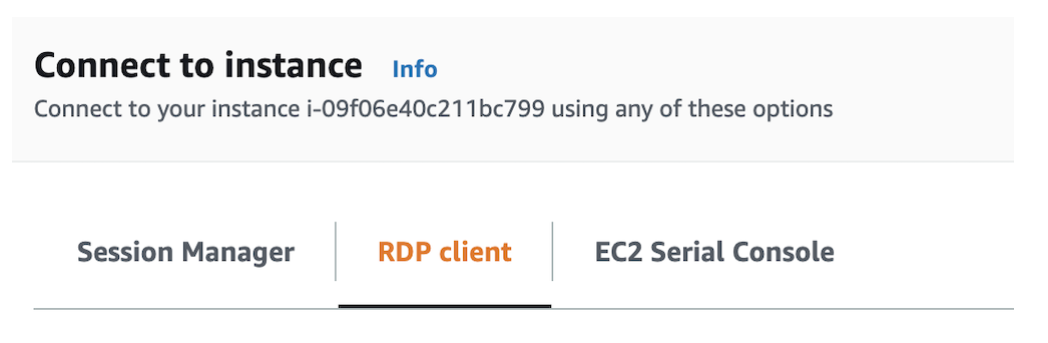 Connect to instance Info
Connect to your instance i-09f06e40c211bc799 using any of these options
Session Manager RDP client EC2 Serial Console